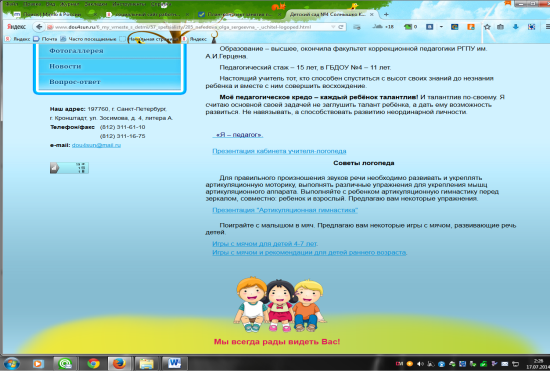 Детский сад №4 Солнышко К...
Яндекс
Яндекс
Почта
Часто посещаемые
Начальная страница
Яндекс
Фотогаллерея
Новости
Вопрос-ответ
Наш адрес: 197760, г. Санкт-Петербург,
г. Кронштадт, ул. Зосимова, д. 4, литера А.
Телефон/факс (812) 311-61-10
(812) 311-16-75
e-mail: dou4sun@mail.ru
Образование – высшее, окончила факультет коррекционной педагогики РГПУ им.
А.И.Герцена.
Педагогический стаж – 15 лет, в ГБДОУ №4 – 11 лет.
Настоящий учитель тот, кто способен спуститься с высот своих знаний до незнания
ребёнка и вместе с ним совершить восхождение.
Моё педагогическое кредо – каждый ребёнок талантлив! И талантлив по-своему. Я
считаю основной своей задачей не заглушить талант ребёнка, а дать ему возможность
развиться. Не навязывать, а способствовать развитию неординарной личности.
«Я – педагог».
Презентация кабинета учителя-логопеда
Советы логопеда
Для правильного произношения звуков речи необходимо развивать и укреплять
артикуляционную моторику, выполнять различные упражнения для укрепления мышц
артикуляционного аппарата. Выполняйте с ребенком артикуляционную гимнастику перед
зеркалом, совместно: ребенок и взрослый. Предлагаю вам некоторые упражнения.
Презентация "Артикуляционная гимнастика"
Поиграйте с малышом в мяч. Предлагаю вам некоторые игры с мячом, развивающие речь
детей.
Игры с мячом для детей 4-7 лет
Игры с мячом и рекомендации для детей раннего возраста
Мы всегда рады видеть Вас!
2:26
17.07.2014